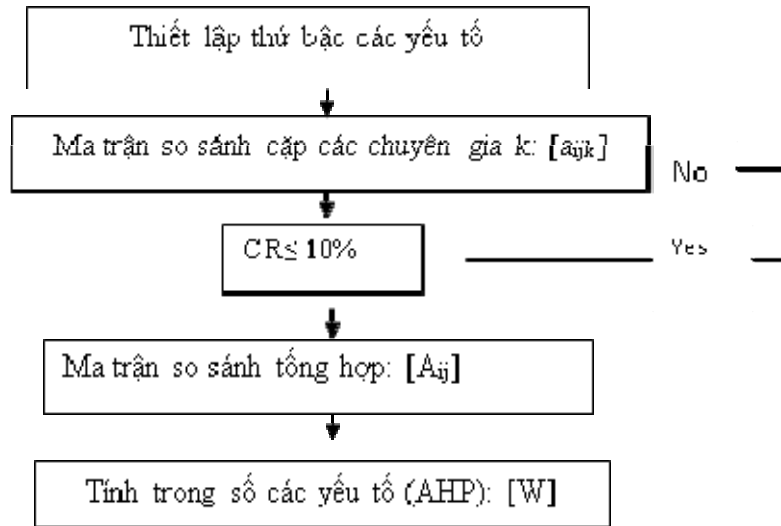 Thiết lập thứ bậc các yếu tố
Ma trận so sánh cặp các chuyên gia k: [aijk]
No
CR≤ 10%
Yes
Ma trận so sánh tổng hợp: [Aij]
Tính trong số các yếu tố (AHP): [W]